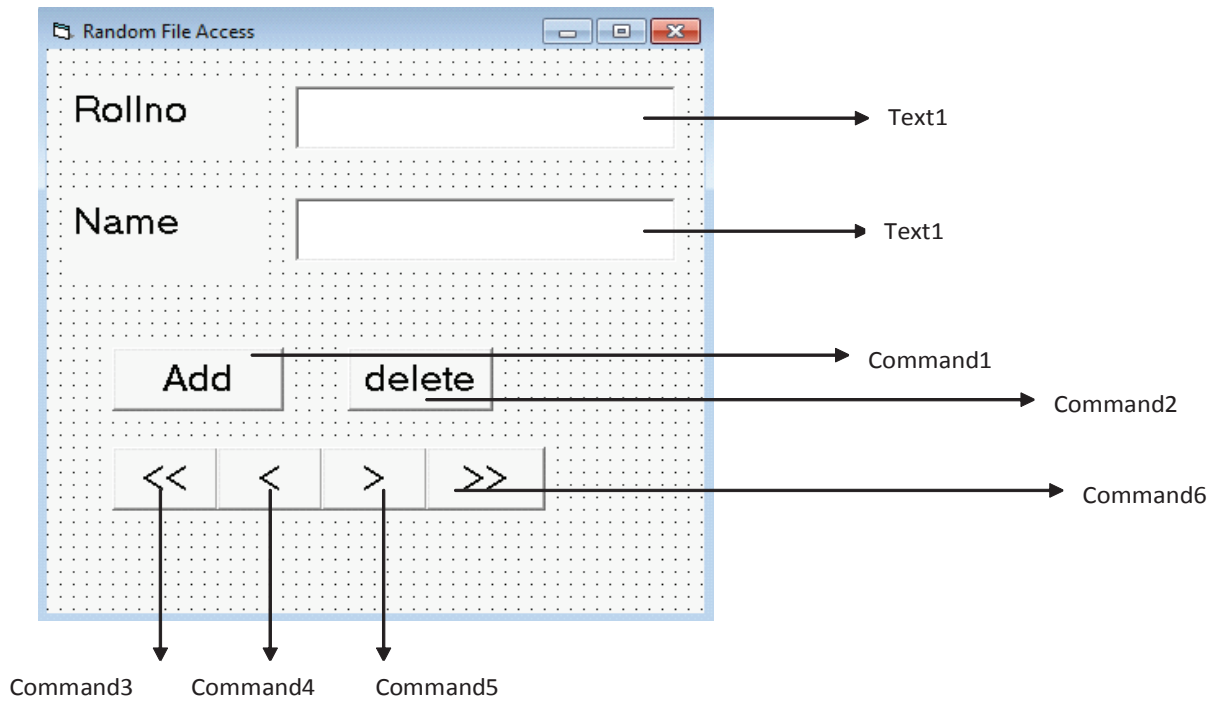 Random File Access
Rollno
Text1
Name
Text1
Add
delete
Command1
Command2
<< < > >>
Command6
Command3 Command4 Command5